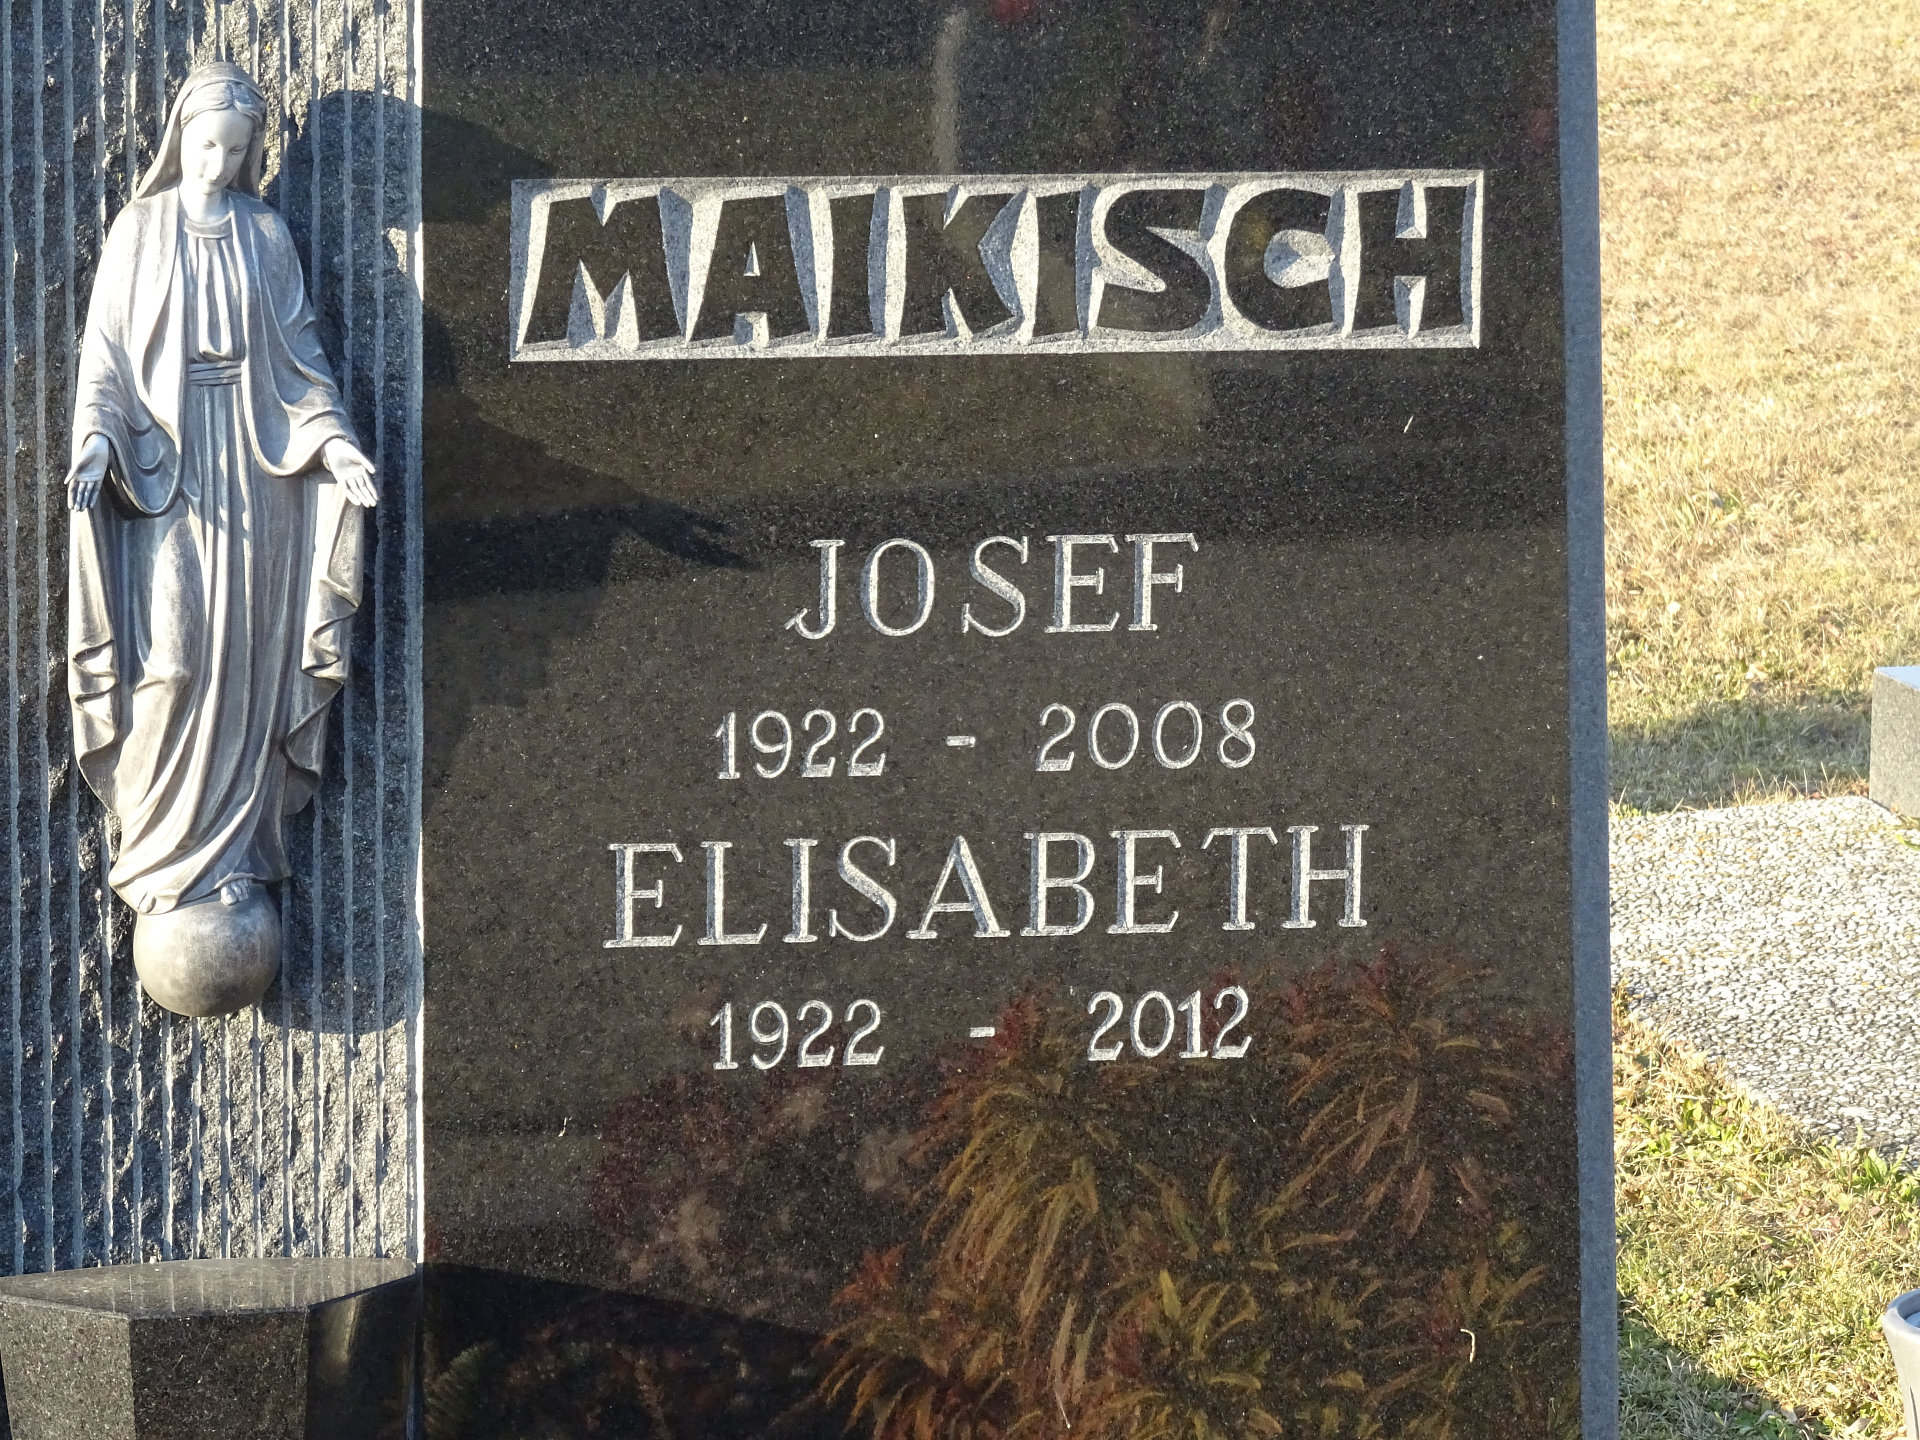 MAIKISCH
JOSEF
1922 - 2008
ELISABETH
1922 - 2012